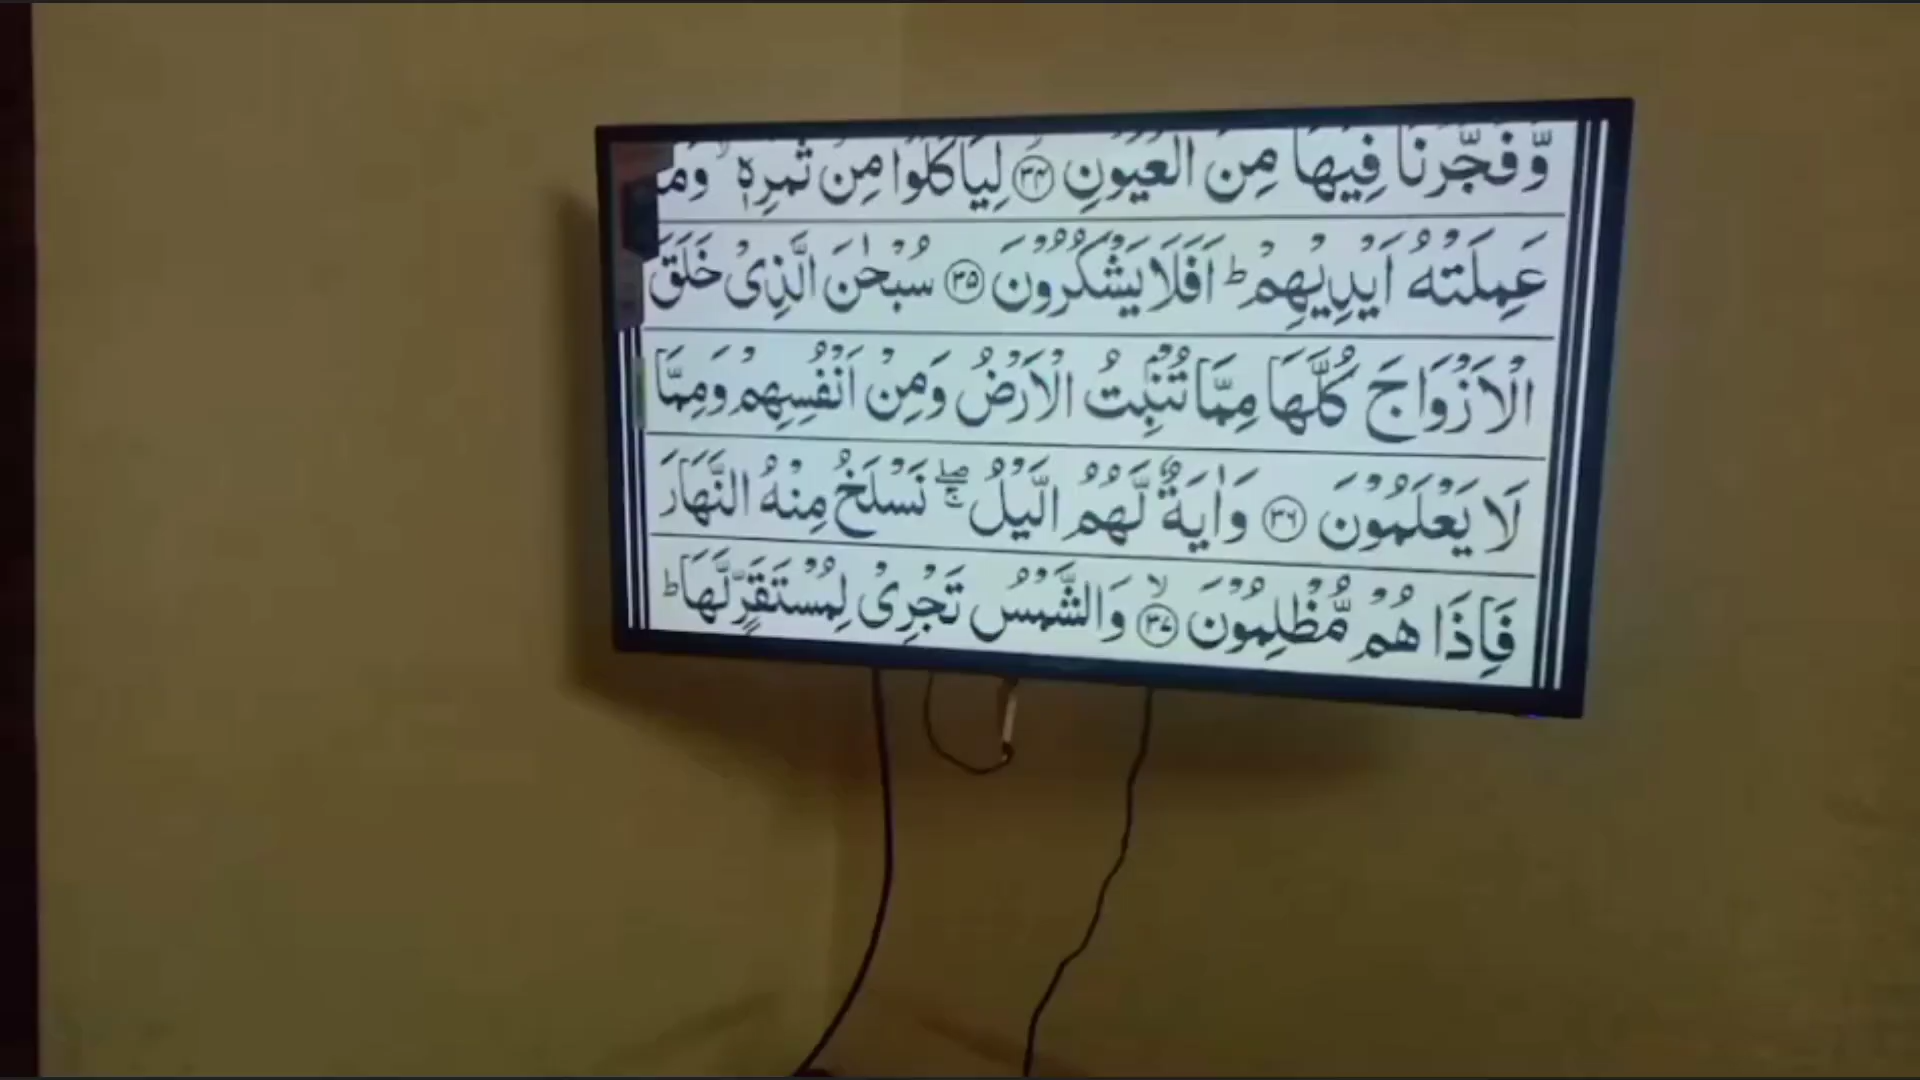 وَّفَجَّرْنَا فِيْهَا مِنَ الْعُيُوْنِ ۝٣٤ لِيَاْكُلُوْا مِنْ ثَمَرِهٖ ۙ وَمَا
عَمِلَتْهُ اَيْدِيْهِمْ ؕ اَفَلَا يَشْكُرُوْنَ ۝٣٥ سُبْحٰنَ الَّذِیْ خَلَقَ
الْاَزْوَاجَ كُلَّهَا مِمَّا تُنْۢبِتُ الْاَرْضُ وَمِنْ اَنْفُسِهِمْ وَمِمَّا
لَا يَعْلَمُوْنَ ۝٣٦ وَاٰيَةٌ لَّهُمُ الَّيْلُ ۖۚ نَسْلَخُ مِنْهُ النَّهَارَ
فَاِذَا هُمْ مُّظْلِمُوْنَ ۝٣٧ ۙ وَالشَّمْسُ تَجْرِیْ لِمُسْتَقَرٍّ لَّهَا ؕ